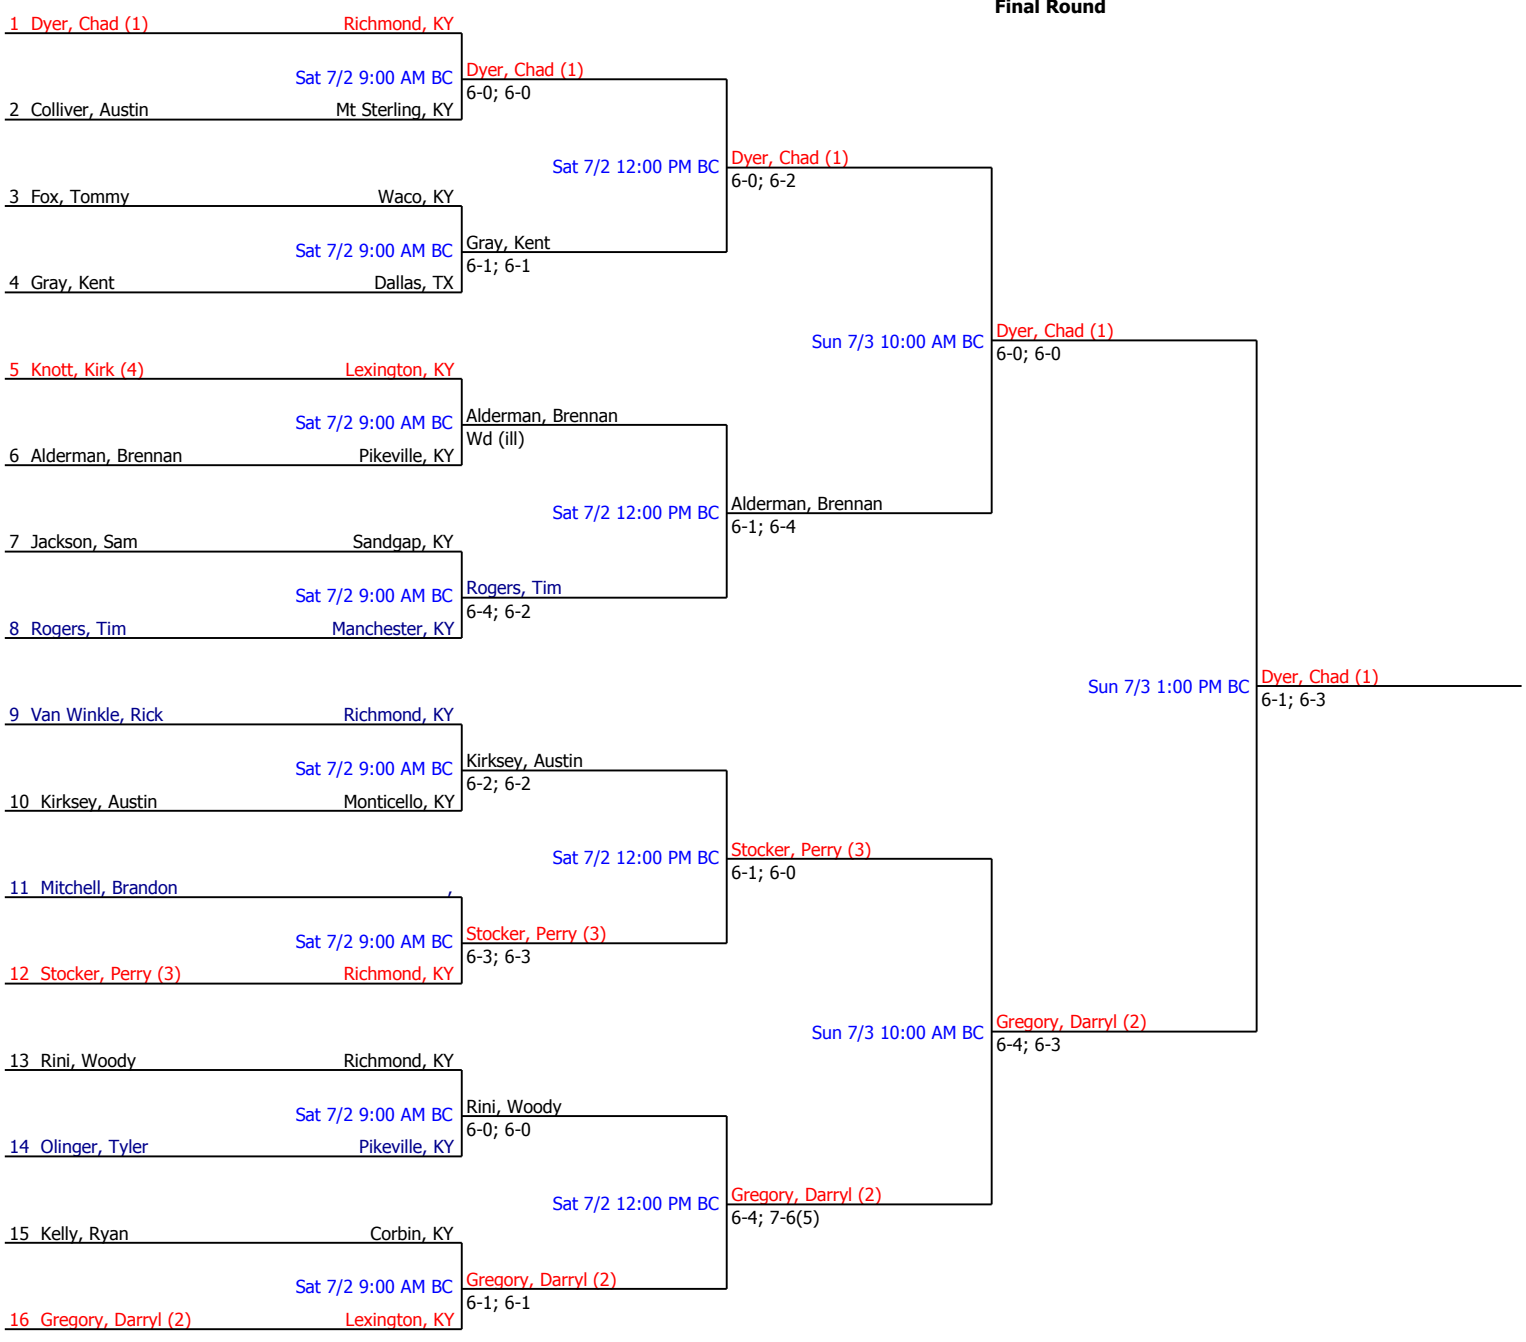 Final Round
1 Dyer, Chad (1) Richmond, KY
Sat 7/2 9:00 AM BC Dyer, Chad (1)
6-0; 6-0
2 Colliver, Austin Mt Sterling, KY
Sat 7/2 12:00 PM BC Dyer, Chad (1)
6-0; 6-2
3 Fox, Tommy Waco, KY
Sat 7/2 9:00 AM BC Gray, Kent
6-1; 6-1
4 Gray, Kent Dallas, TX
Sun 7/3 10:00 AM BC Dyer, Chad (1)
6-0; 6-0
5 Knott, Kirk (4) Lexington, KY
Sat 7/2 9:00 AM BC Alderman, Brennan
Wd (ill)
6 Alderman, Brennan Pikeville, KY
Sat 7/2 12:00 PM BC Alderman, Brennan
6-1; 6-4
7 Jackson, Sam Sandgap, KY
Sat 7/2 9:00 AM BC Rogers, Tim
6-4; 6-2
8 Rogers, Tim Manchester, KY
Sun 7/3 1:00 PM BC Dyer, Chad (1)
6-1; 6-3
9 Van Winkle, Rick Richmond, KY
Sat 7/2 9:00 AM BC Kirksey, Austin
6-2; 6-2
10 Kirksey, Austin Monticello, KY
Sat 7/2 12:00 PM BC Stocker, Perry (3)
6-1; 6-0
11 Mitchell, Brandon ,
Sat 7/2 9:00 AM BC Stocker, Perry (3)
6-3; 6-3
12 Stocker, Perry (3) Richmond, KY
Sun 7/3 10:00 AM BC Gregory, Darryl (2)
6-4; 6-3
13 Rini, Woody Richmond, KY
Sat 7/2 9:00 AM BC Rini, Woody
6-0; 6-0
14 Olinger, Tyler Pikeville, KY
Sat 7/2 12:00 PM BC Gregory, Darryl (2)
6-4; 7-6(5)
15 Kelly, Ryan Corbin, KY
Sat 7/2 9:00 AM BC Gregory, Darryl (2)
6-1; 6-1
16 Gregory, Darryl (2) Lexington, KY